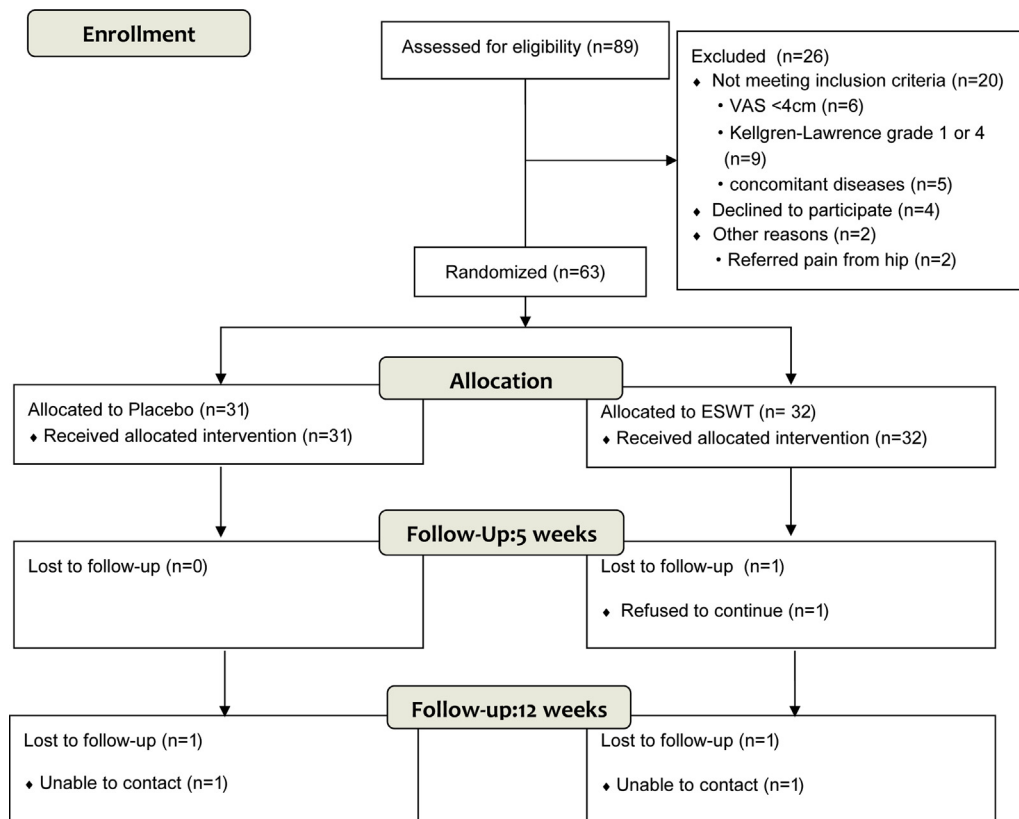 Enrollment
Assessed for eligibility (n=89)
Excluded (n=26)
♦ Not meeting inclusion criteria (n=20)
• VAS <4cm (n=6)
• Kellgren-Lawrence grade 1 or 4
(n=9)
• concomitant diseases (n=5)
♦ Declined to participate (n=4)
♦ Other reasons (n=2)
• Referred pain from hip (n=2)
Randomized (n=63)
Allocation
Allocated to Placebo (n=31)
♦ Received allocated intervention (n=31)
Allocated to ESWT (n= 32)
♦ Received allocated intervention (n=32)
Follow-Up:5 weeks
Lost to follow-up (n=0)
Lost to follow-up (n=1)
♦ Refused to continue (n=1)
Follow-up:12 weeks
Lost to follow-up (n=1)
♦ Unable to contact (n=1)
Lost to follow-up (n=1)
♦ Unable to contact (n=1)